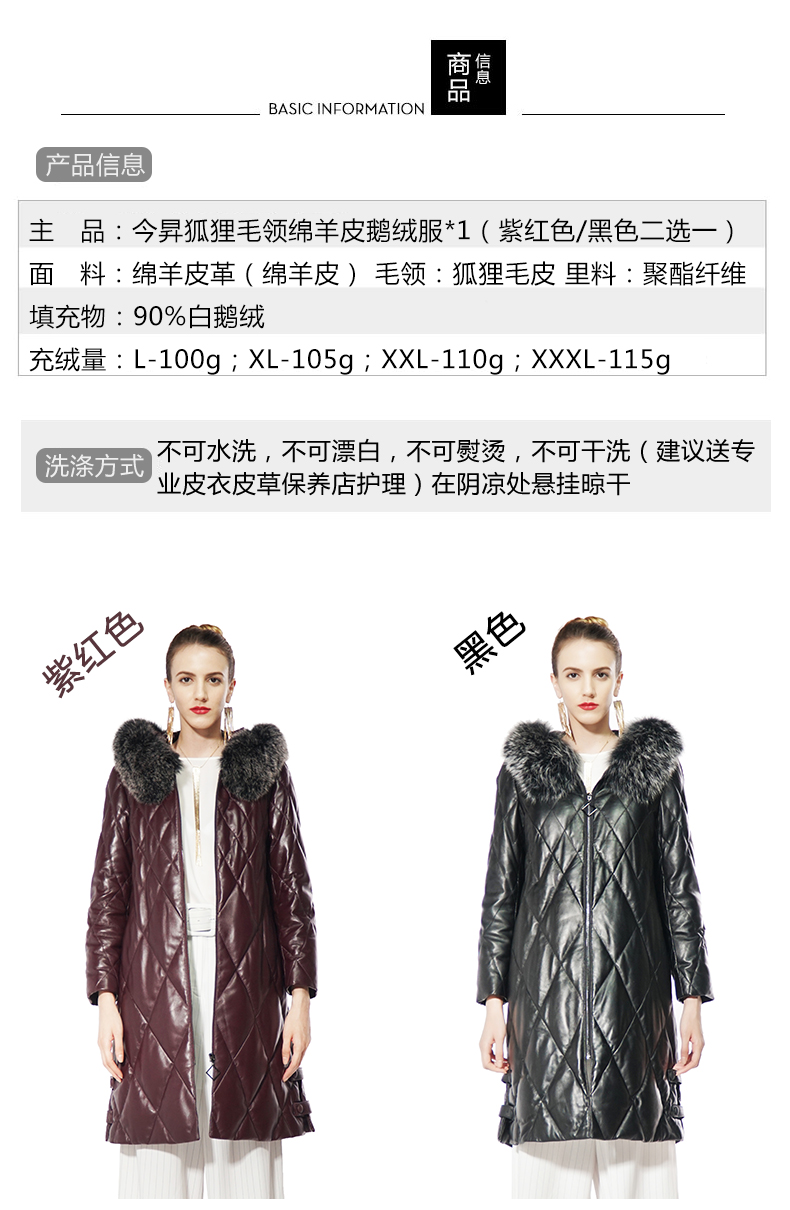 商品
信息
BASIC INFORMATION
产品信息
主 品：今昇狐狸毛领绵羊皮鹅绒服*1（紫红色/黑色二选一）
面 料：绵羊皮革（绵羊皮） 毛领：狐狸毛皮 里料：聚酯纤维
填充物：90%白鹅绒
充绒量：L-100g；XL-105g；XXL-110g；XXXL-115g
洗涤方式
不可水洗，不可漂白，不可熨烫，不可干洗（建议送专
业皮衣皮草保养店护理）在阴凉处悬挂晾干
紫红色
黑色